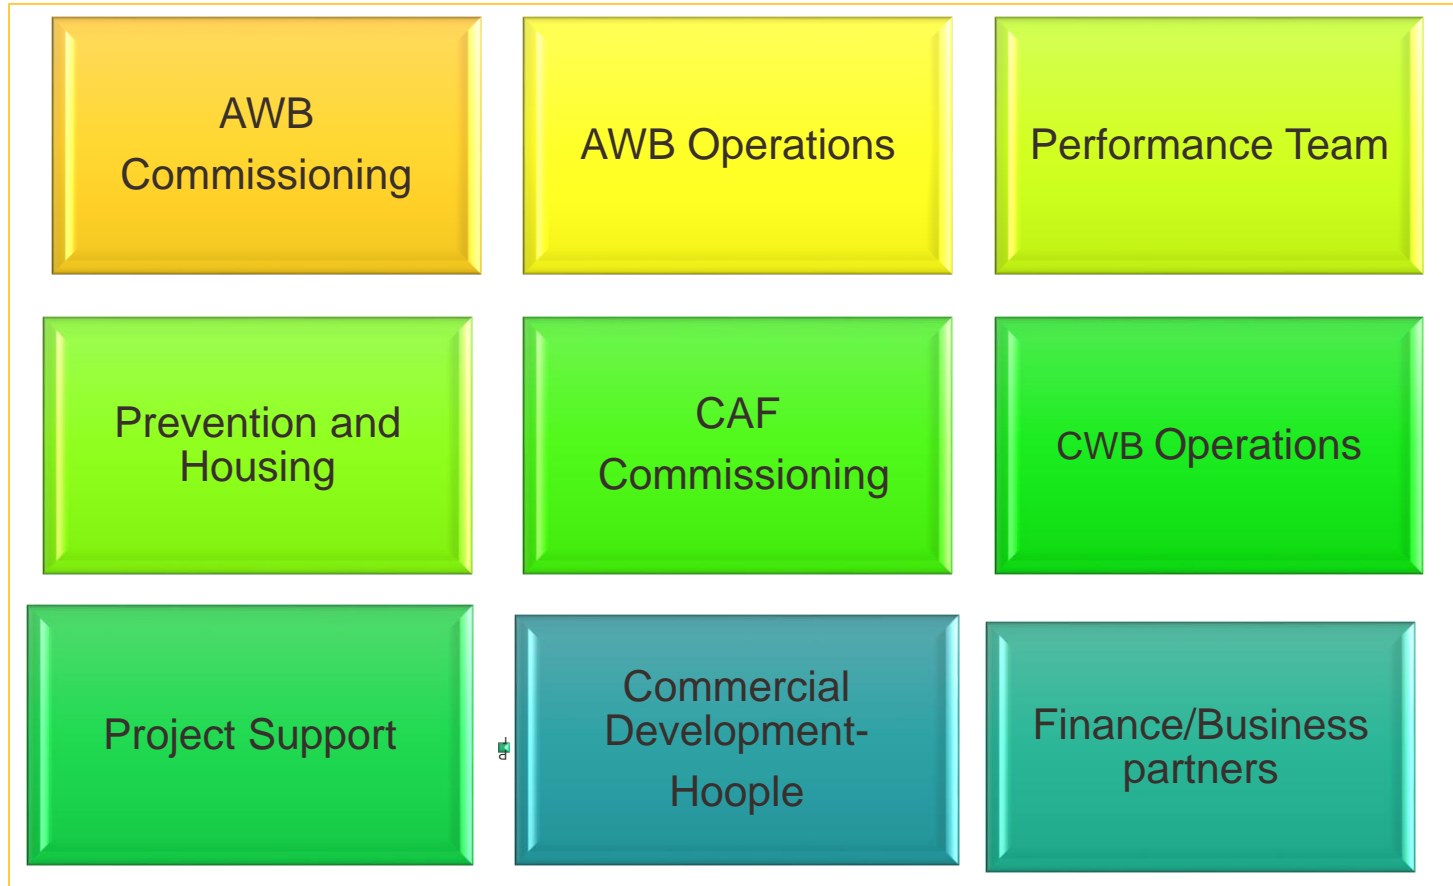 AWB
Commissioning
AWB Operations
Performance Team
Prevention and
Housing
CAF
Commissioning
CWB Operations
Project Support
Commercial
Development-
Hoople
Finance/Business
partners